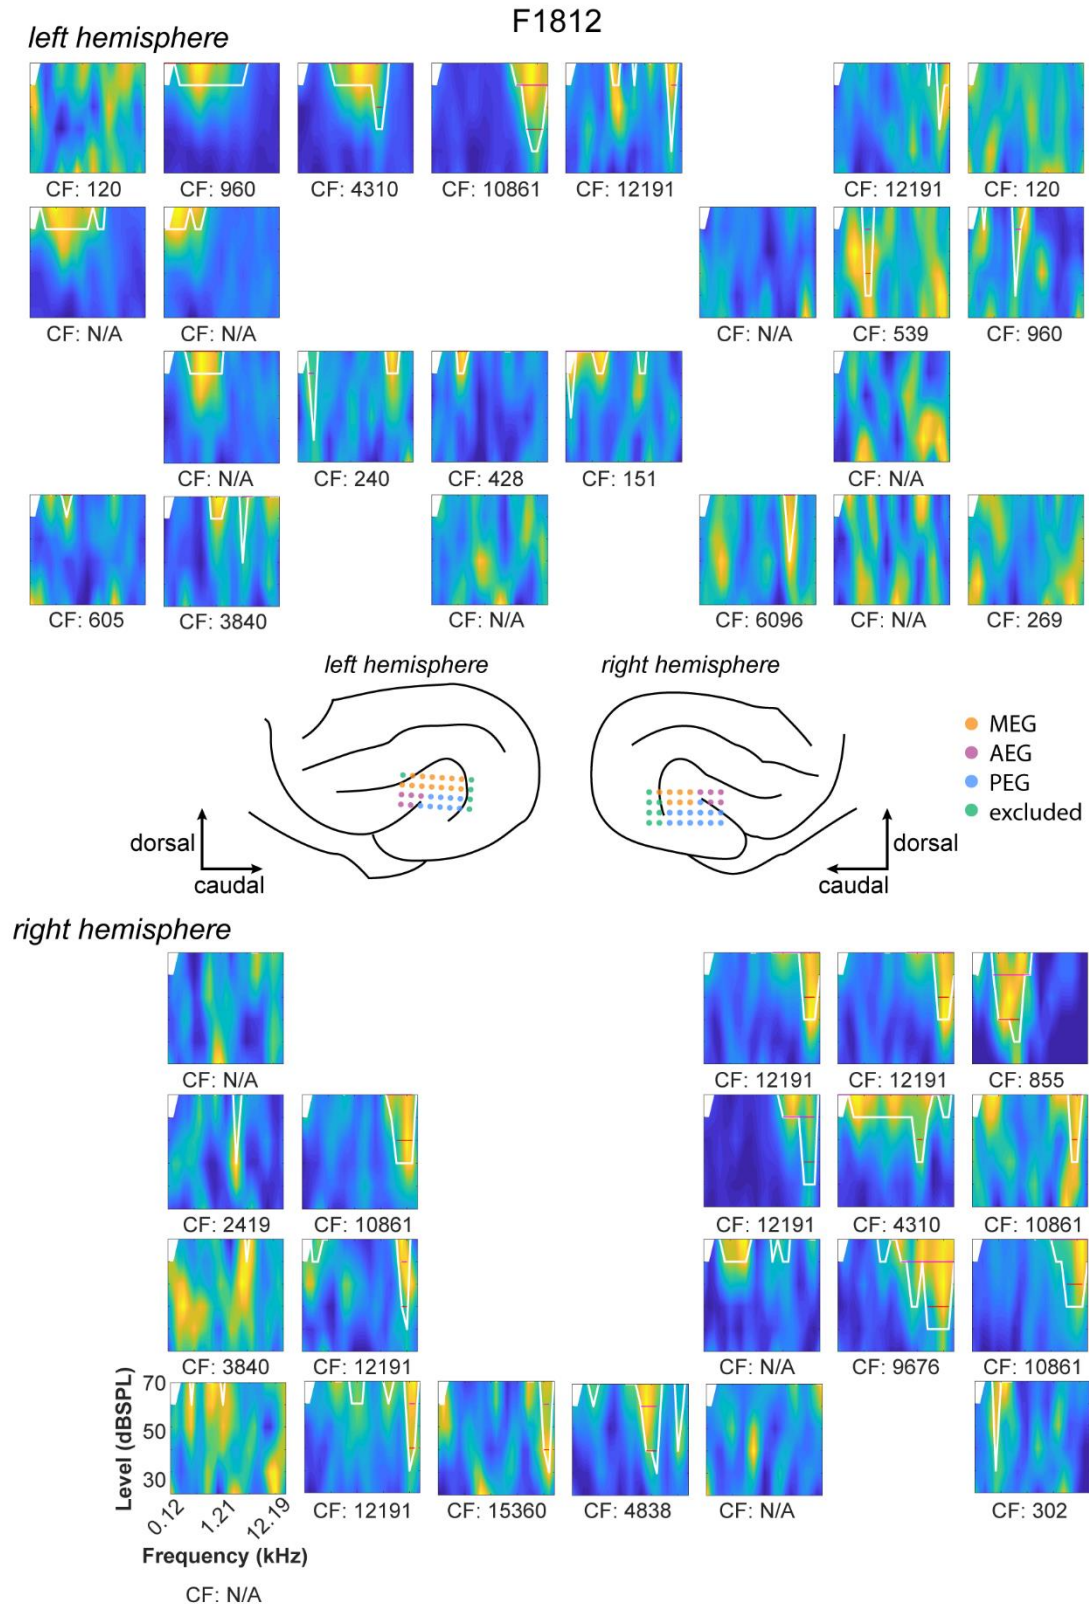 F1812
left hemisphere
CF: 120 CF: 960 CF: 4310 CF: 10861 CF: 12191 CF: 12191 CF: 120
CF: N/A CF: N/A CF: N/A CF: 539 CF: 960
CF: N/A CF: 240 CF: 428 CF: 151 CF: N/A
CF: 605 CF: 3840 CF: N/A CF: 6096 CF: N/A CF: 269
left hemisphere right hemisphere
MEG
AEG
PEG
excluded
dorsal dorsal
caudal caudal
right hemisphere
CF: N/A CF: 12191 CF: 12191 CF: 855
CF: 2419 CF: 10861 CF: 12191 CF: 4310 CF: 10861
CF: 3840 CF: 12191 CF: N/A CF: 9676 CF: 10861
Level (dBSPL)
70
50
30
0.12 1.21 12.19
Frequency (kHz)
CF: N/A
CF: 12191 CF: 15360 CF: 4838 CF: N/A CF: 302